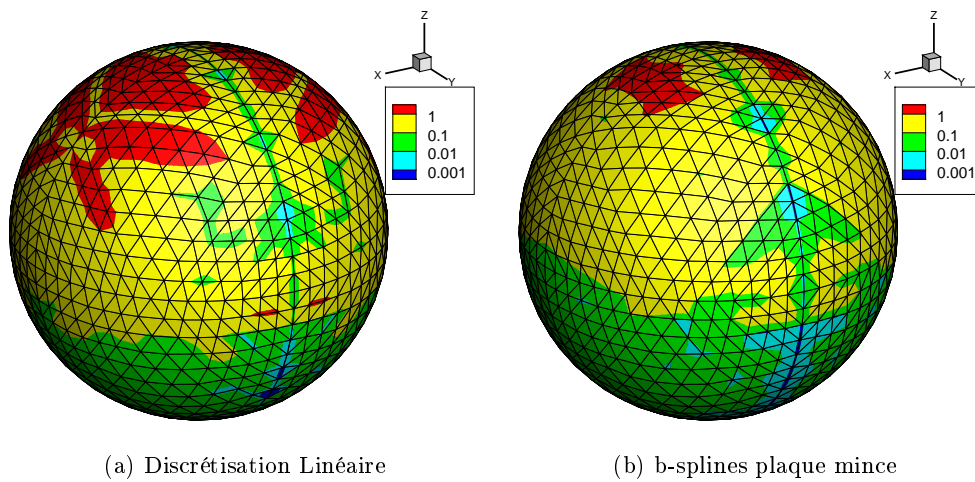 Z
X
Y
1
0.1
0.01
0.001
Z
X
Y
1
0.1
0.01
0.001
(a) Discrétisation Linéaire
(b) b-splines plaque mince